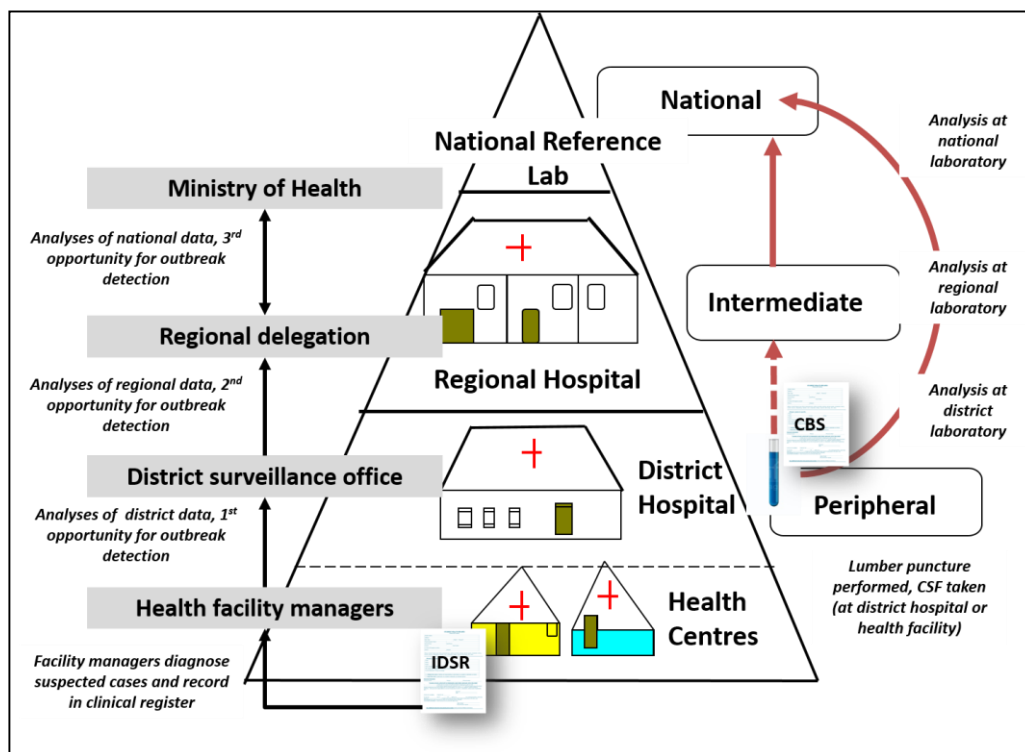 National
Analysis at
national
laboratory
National Reference
Lab
Ministry of Health
Analyses of national data, 3rd
opportunity for outbreak
detection
Intermediate
Analysis at
regional
laboratory
Regional delegation
Regional Hospital
Analyses of regional data, 2nd
opportunity for outbreak
detection
Analysis at
district
laboratory
CBS
District surveillance office
District
Hospital
Peripheral
Analyses of district data, 1st
opportunity for outbreak
detection
Lumber puncture
performed, CSF taken
(at district hospital or
health facility)
Health facility managers
Health
Centres
IDSR
Facility managers diagnose
suspected cases and record
in clinical register